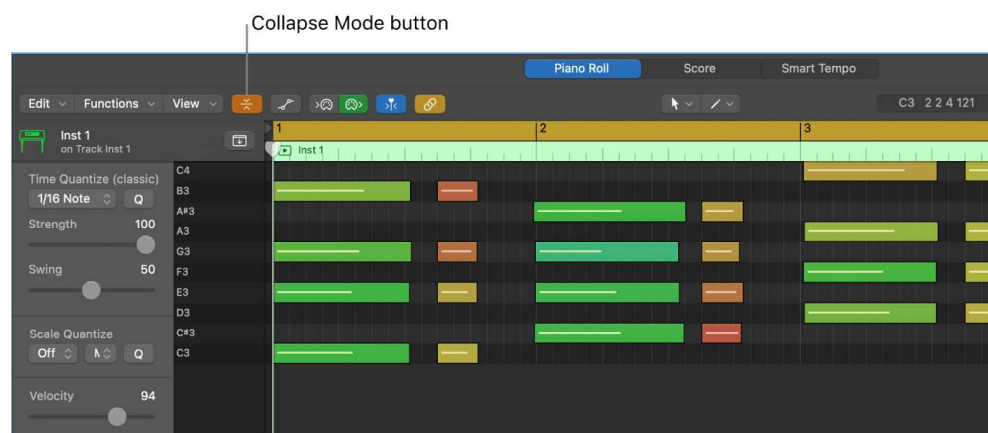 Collapse Mode button
Piano Roll Score Smart Tempo
Edit Functions View C3 2 2 4 121
Inst 1
on Track Inst 1
1 2 3
Inst 1
Time Quantize (classic)
1/16 Note Q
Strength 100
Swing 50
Scale Quantize
Off Q
Velocity 94
C4
B3
A#3
A3
G3
F3
E3
D3
C#3
C3